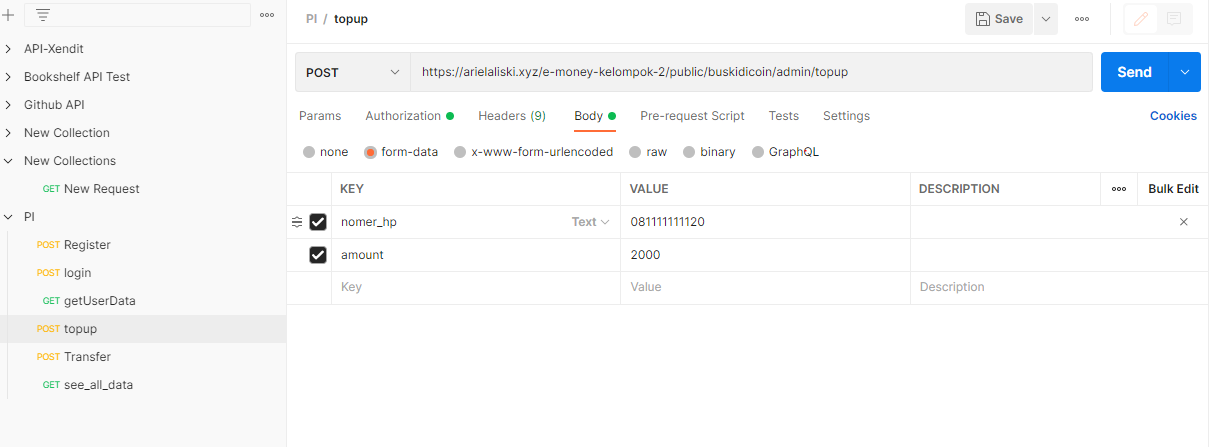 API-Xendit
Bookshelf API Test
Github API
New Collection
New Collections
GET New Request
PI
POST Register
POST login
GET getUserData
POST topup
POST Transfer
GET see_all_data
PI / topup
Save
POST
https://arielaliski.xyz/e-money-kelompok-2/public/buskidicoin/admin/topup
Send
Params Authorization Headers (9) Body Pre-request Script Tests Settings Cookies
none form-data x-www-form-urlencoded raw binary GraphQL
KEY VALUE DESCRIPTION Bulk Edit
nomer_hp Text 081111111120
amount 2000
Key Value Description